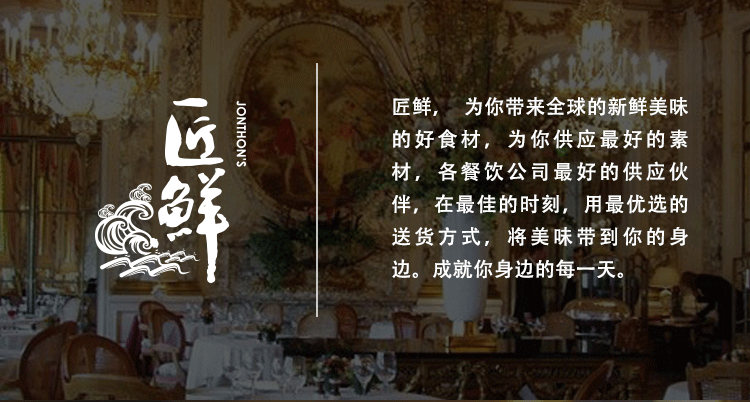 匠鲜
JONTHON'S
匠鲜， 为你带来全球的新鲜美味
的好食材，为你供应最好的素
材，各餐饮公司最好的供应伙
伴，在最佳的时刻，用最优选的
送货方式，将美味带到你的身
边。成就你身边的每一天。